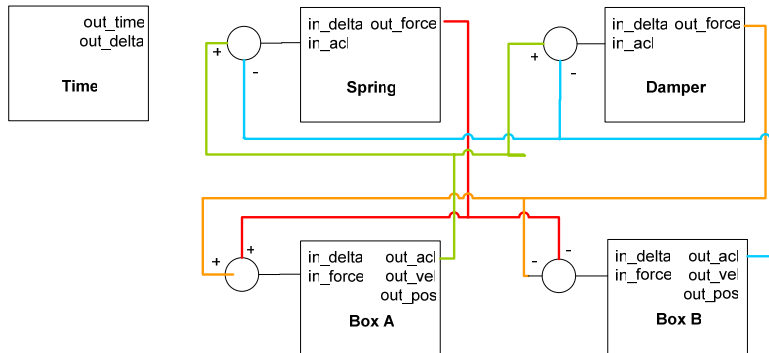 out_time
out_delta
Time
+
-
in_delta out_force
in_acl
Spring
+
-
in_delta out_force
in_acl
Damper
+
+
in_delta out_acl
in_force out_vel
out_pos
Box A
-
-
in_delta out_acl
in_force out_vel
out_pos
Box B